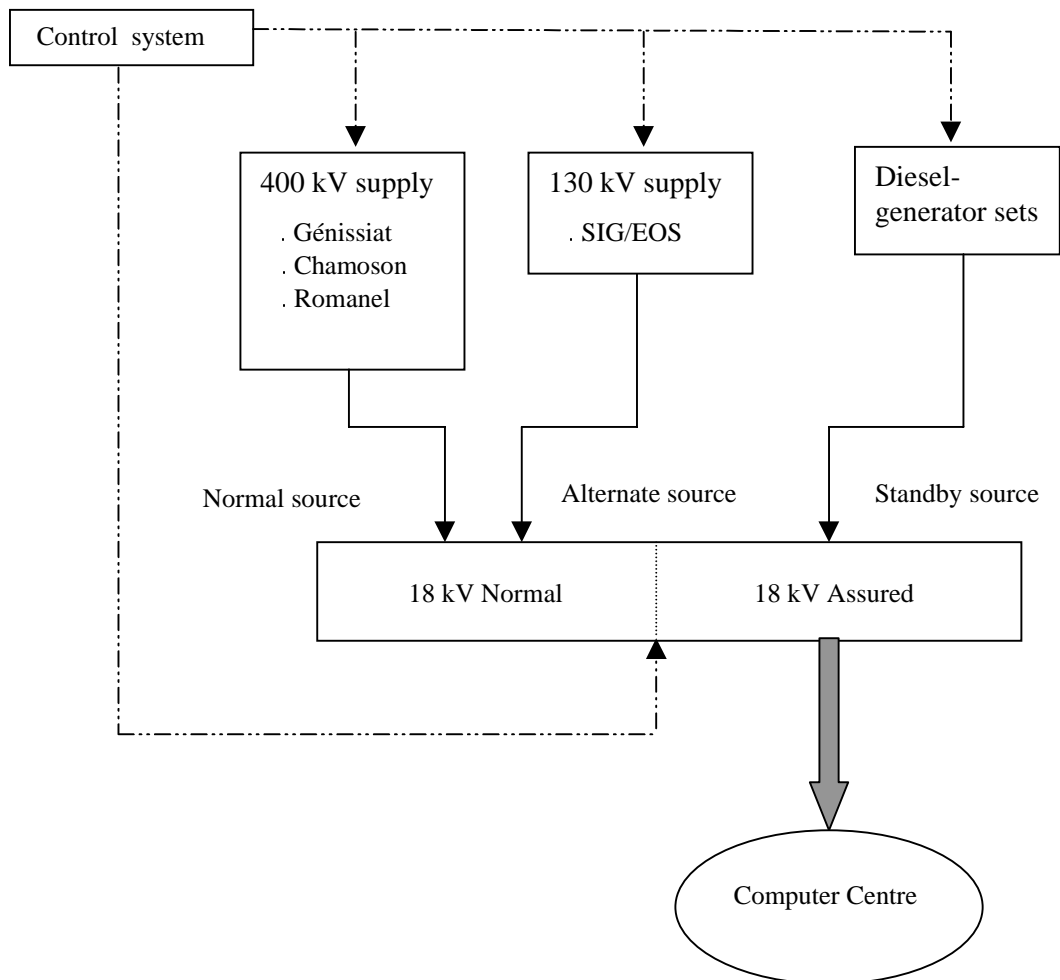 Control system
400 kV supply
. Génissiat
. Chamoson
. Romanel
130 kV supply
. SIG/EOS
Diesel-
generator sets
Normal source
Alternate source
Standby source
18 kV Normal
18 kV Assured
Computer Centre